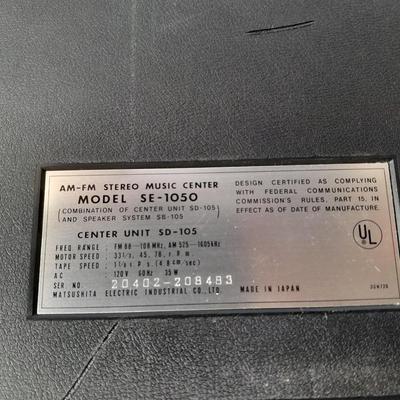 AM-FM STEREO MUSIC CENTER
MODEL SE-1050
(COMBINATION OF CENTER UNIT SD-105)
(AND SPEAKER SYSTEM SB-105)
CENTER UNIT SD-105
FREQ RANGE : FM 88 - 108 MHz, AM 525 - 1605kHz
MOTOR SPEED : 33 1/3, 45, 78, r. P. m.
TAPE SPEED : 1 7/8 i. P. s. (4.8 cm/sec)
AC 120V 60Hz 35W
SER NO. 20402-208483
MATSUSHITA ELECTRIC INDUSTRIAL CO., LTD. MADE IN JAPAN
DESIGN CERTIFIED AS COMPLYING
WITH FEDERAL COMMUNICATIONS
COMMISSION'S RULES, PART 15, IN
EFFECT AS OF DATE OF MANUFACTURE.
UL